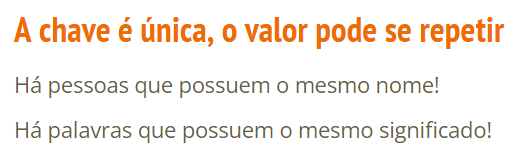 A chave é única, o valor pode se repetir
Há pessoas que possuem o mesmo nome!
Há palavras que possuem o mesmo significado!